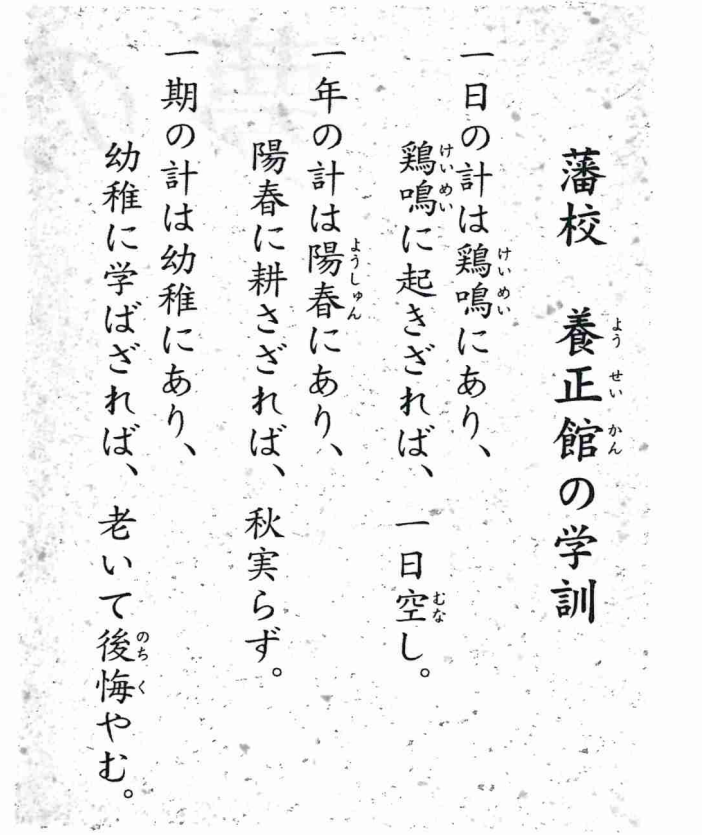 藩校 養正館の学訓
一日の計は鶏鳴にあり、
鶏鳴に起きざれば、一日空し。
一年の計は陽春にあり、
陽春に耕さざれば、秋実らず。
一期の計は幼稚にあり、
幼稚に学ばざれば、老いて後悔やむ。